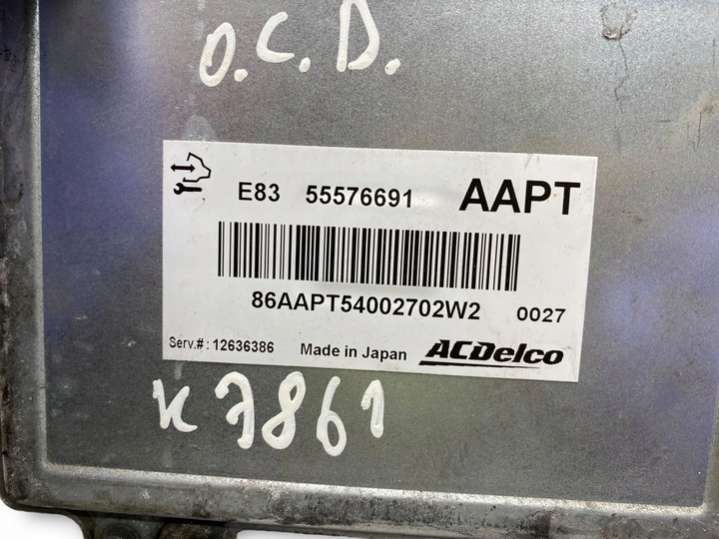 O.C.D.
E83 55576691 AAPT
86AAPT54002702W2 0027
Serv.#: 12636386 Made in Japan ACDelco
K7861